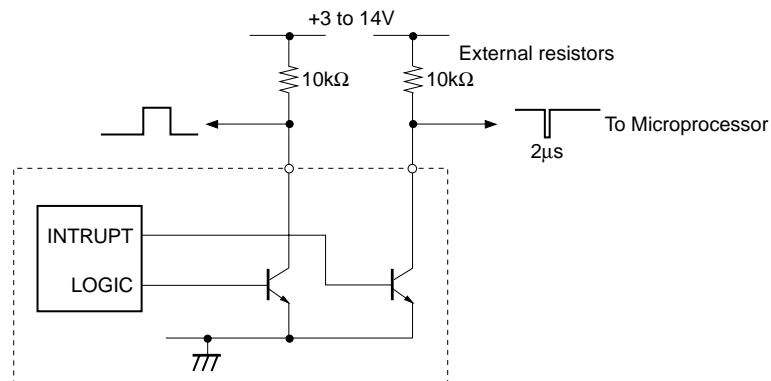 +3 to 14V
External resistors
10kΩ
10kΩ
To Microprocessor
2μs
INTRUPT
LOGIC